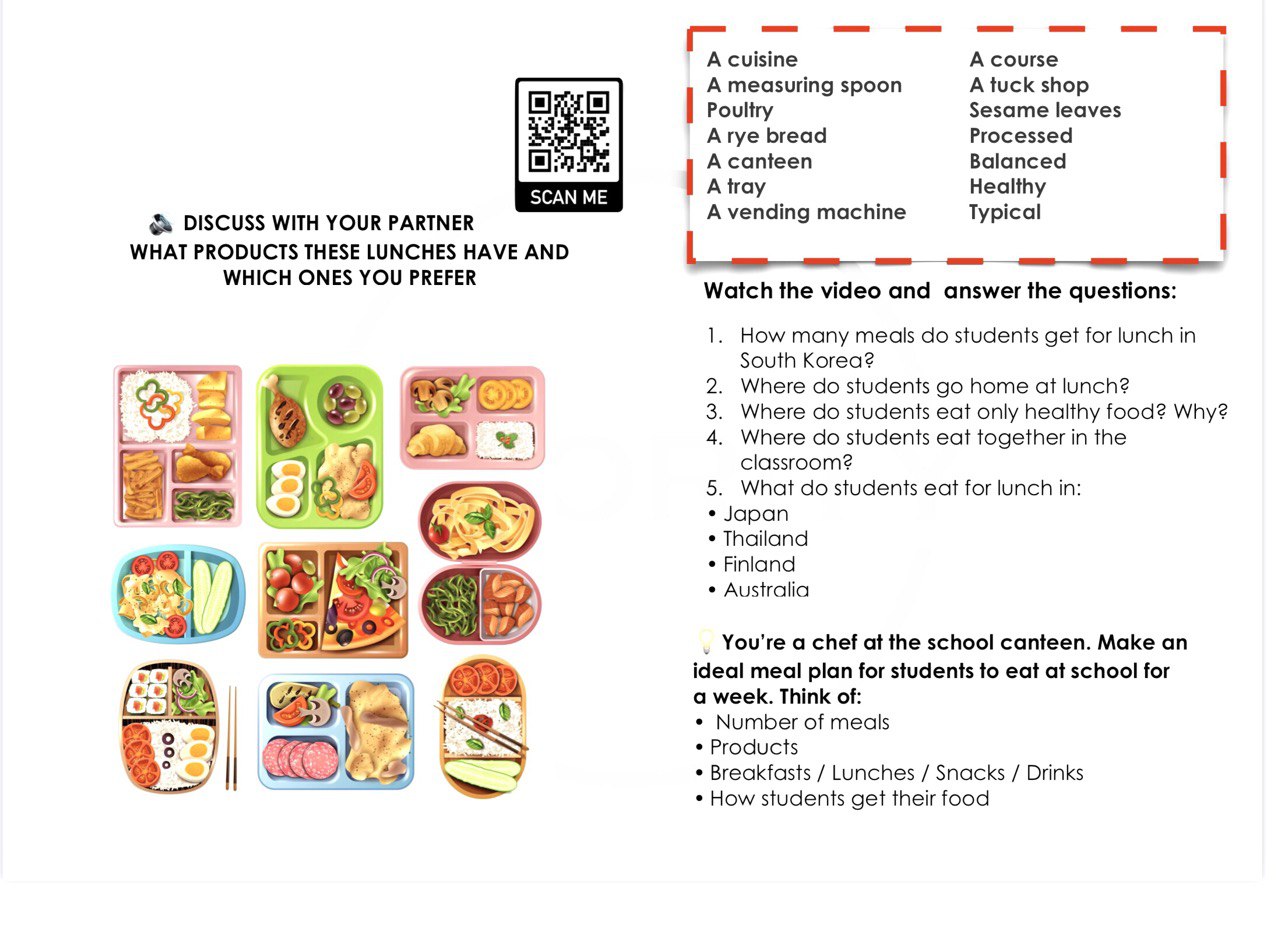 SCAN ME
DISCUSS WITH YOUR PARTNER
WHAT PRODUCTS THESE LUNCHES HAVE AND
WHICH ONES YOU PREFER
A cuisine
A measuring spoon
Poultry
A rye bread
A canteen
A tray
A vending machine
A course
A tuck shop
Sesame leaves
Processed
Balanced
Healthy
Typical
Watch the video and answer the questions:
1. How many meals do students get for lunch in
South Korea?
2. Where do students go home at lunch?
3. Where do students eat only healthy food? Why?
4. Where do students eat together in the
classroom?
5. What do students eat for lunch in:
• Japan
• Thailand
• Finland
• Australia
You’re a chef at the school canteen. Make an
ideal meal plan for students to eat at school for
a week. Think of:
• Number of meals
• Products
• Breakfasts / Lunches / Snacks / Drinks
• How students get their food